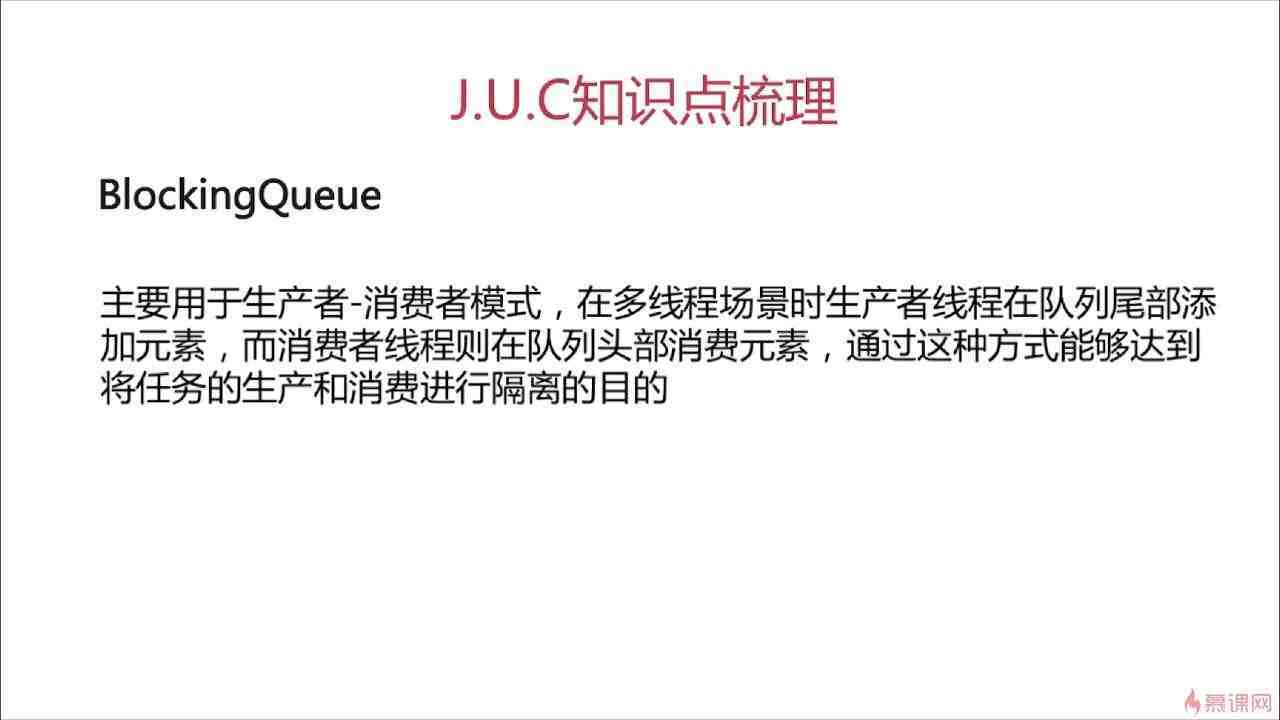 J.U.C知识点梳理
BlockingQueue
主要用于生产者-消费者模式，在多线程场景时生产者线程在队列尾部添
加元素，而消费者线程则在队列头部消费元素，通过这种方式能够达到
将任务的生产和消费进行隔离的目的
慕课网